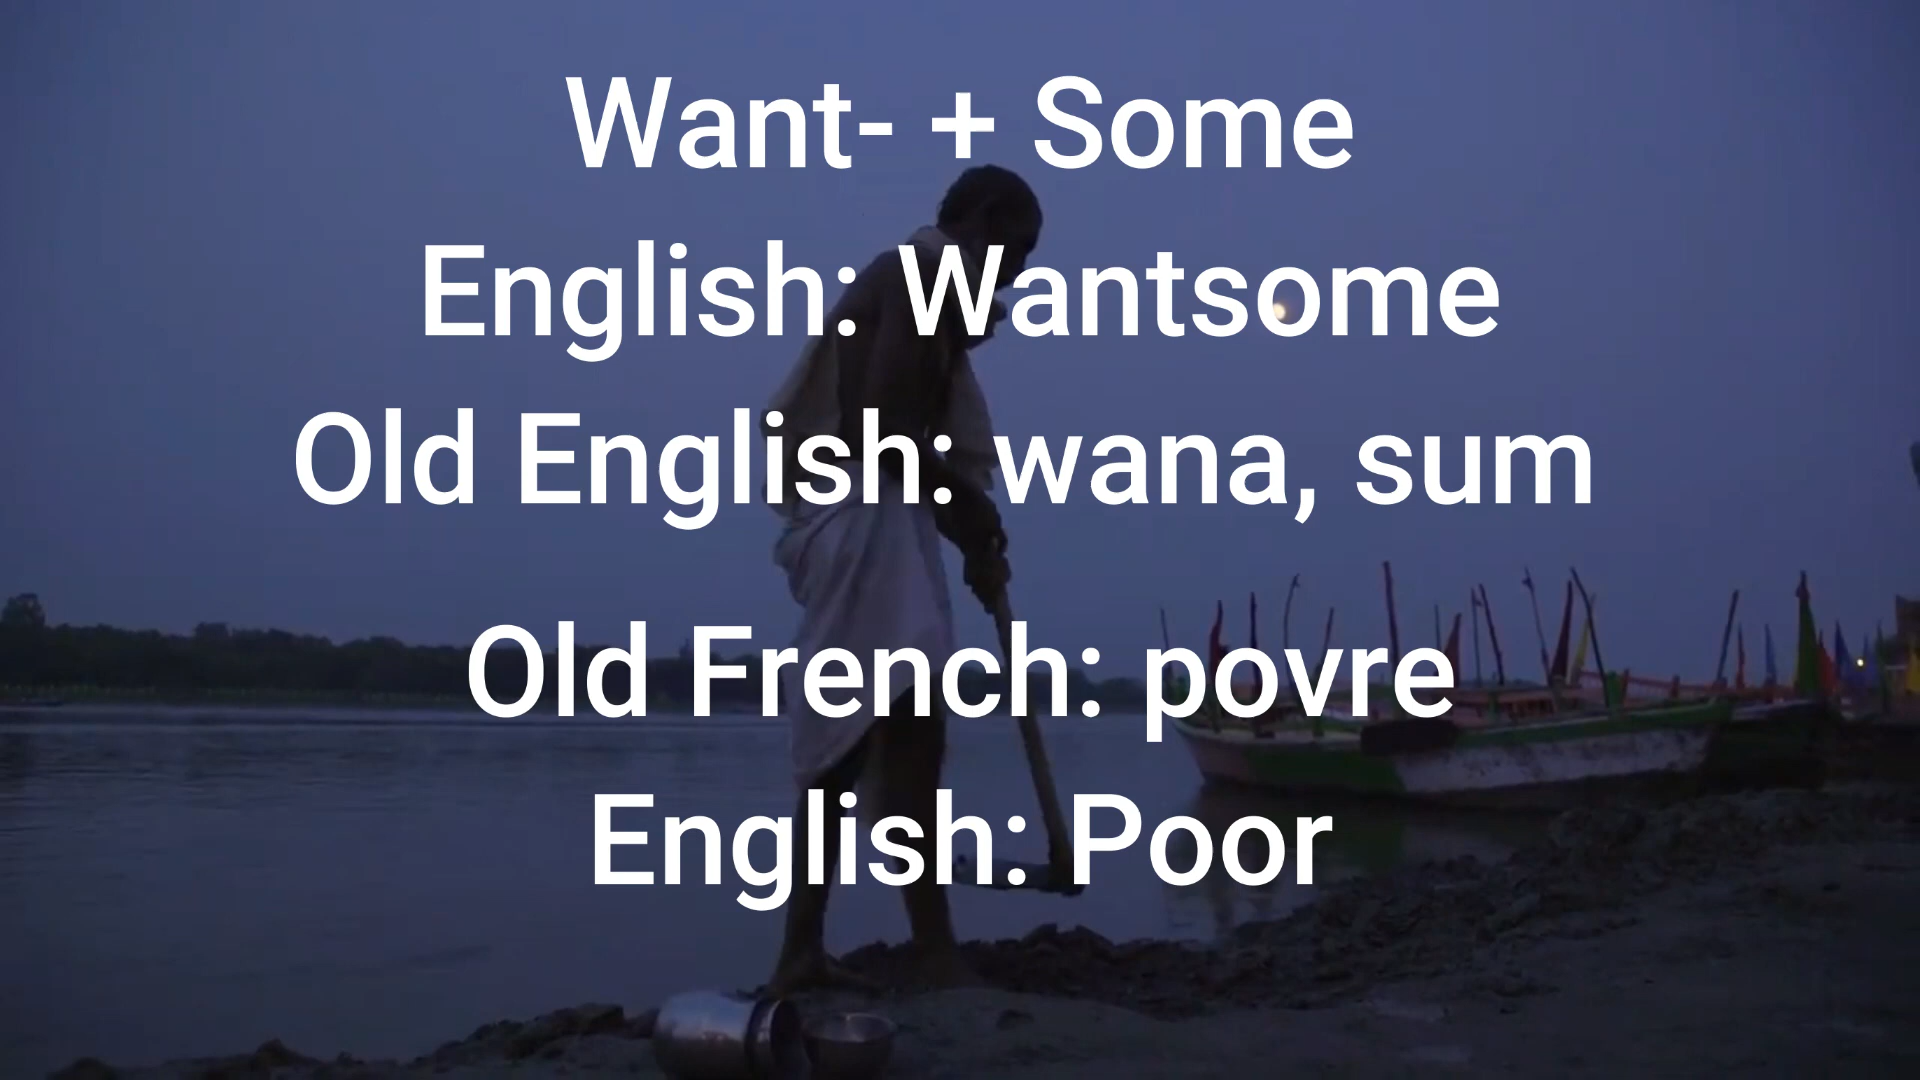 Want- + Some
English: Wantsome
Old English: wana, sum
Old French: povre
English: Poor